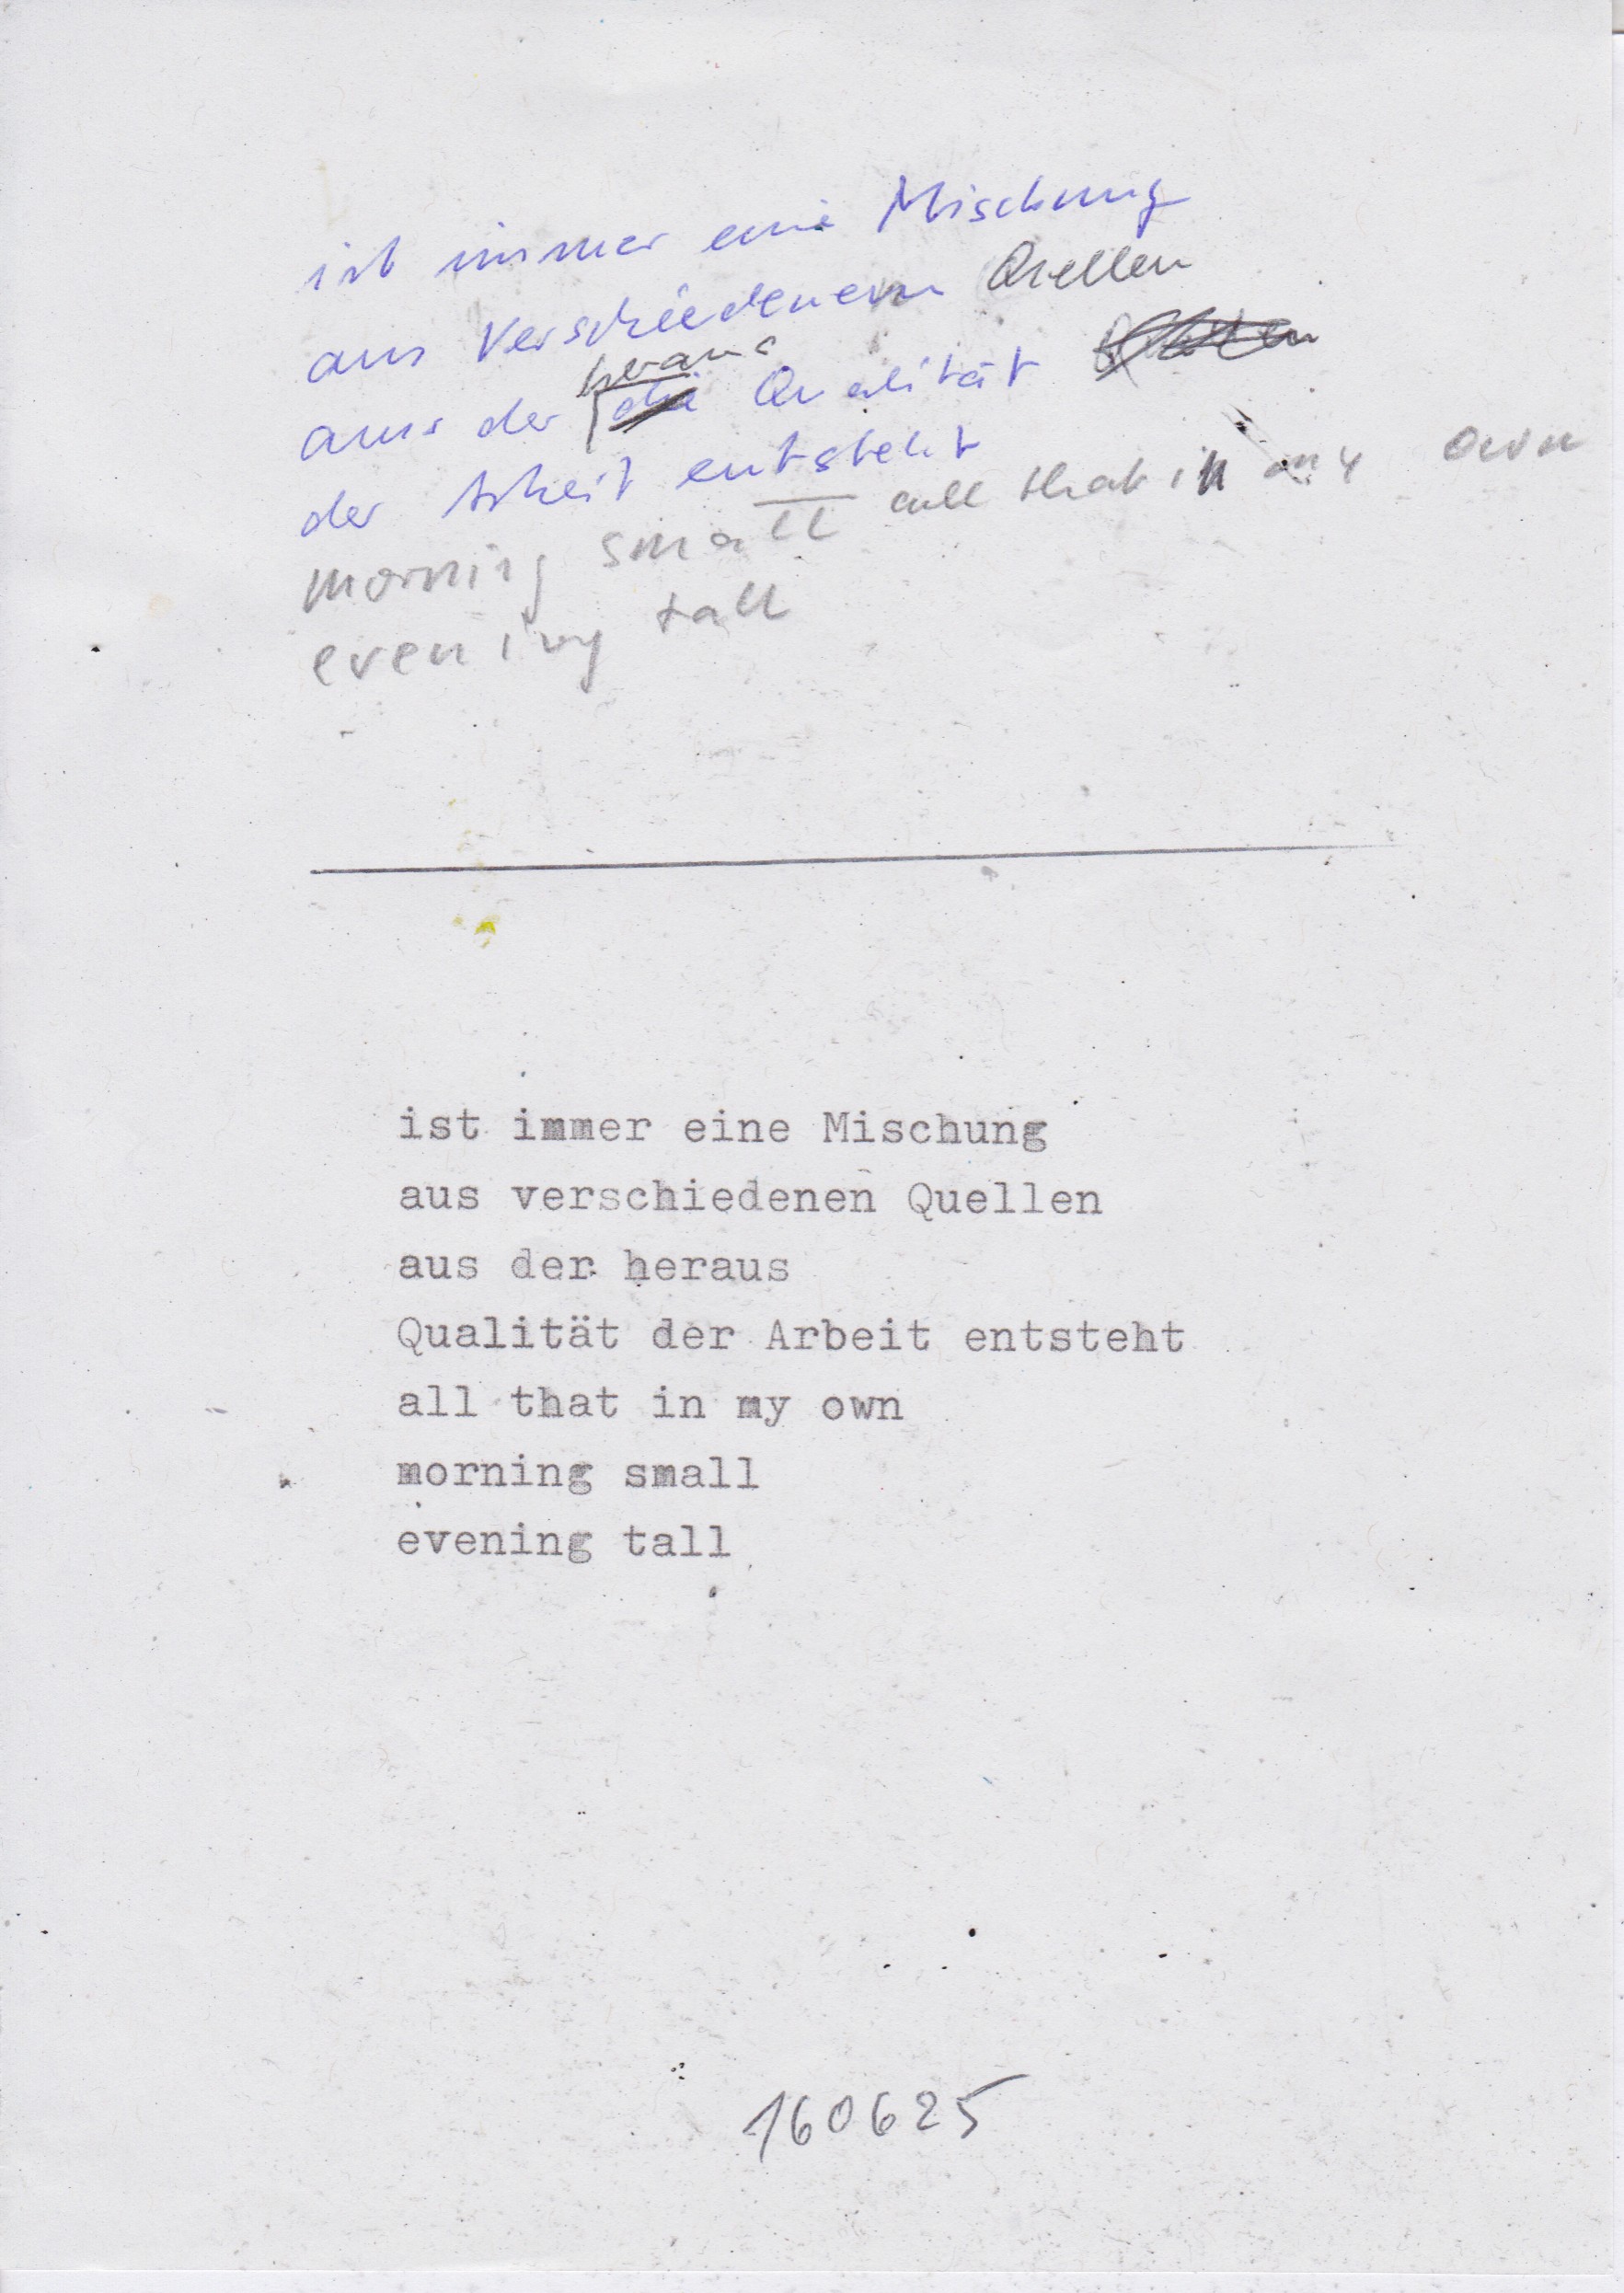 ist immer eine Mischung
aus verschiedenen Quellen
heraus
aus der die Qualität
der Arbeit entsteht
all that in my own
morning small
evening tall
ist immer eine Mischung
aus verschiedenen Quellen
aus der heraus
Qualität der Arbeit entsteht
all that in my own
morning small
evening tall
160625